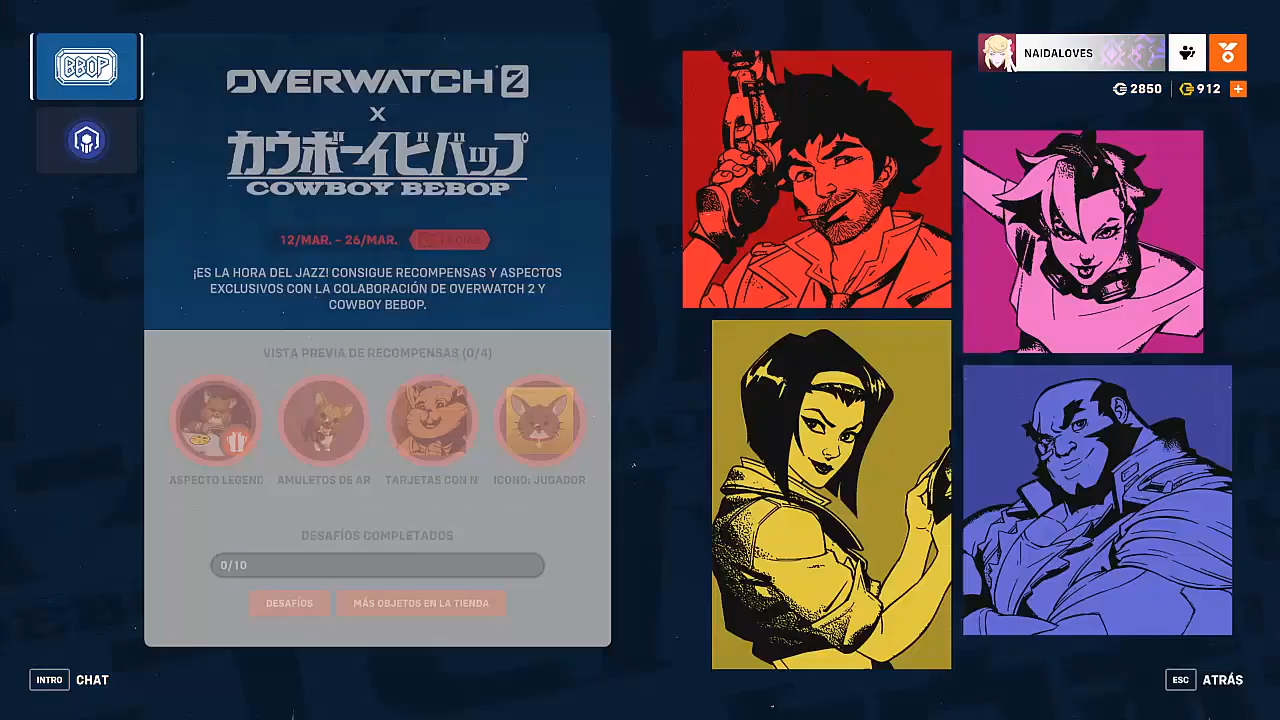 BBOP
OVERWATCH 2
X
カウボーイビバップ
COWBOY BEBOP
12/MAR. - 26/MAR.
¡ES LA HORA DEL JAZZ! CONSIGUE RECOMPENSAS Y ASPECTOS
EXCLUSIVOS CON LA COLABORACIÓN DE OVERWATCH 2 Y
COWBOY BEBOP.
VISTA PREVIA DE RECOMPENSAS (0/4)
ASPECTO LEGEND
AMULETOS DE AR
TARJETAS CON N
ICONO: JUGADOR
DESAFÍOS COMPLETADOS
0/10
DESAFÍOS
MÁS OBJETOS EN LA TIENDA
NAIDALOVES
2850
912
+
INTRO CHAT
ESC ATRÁS